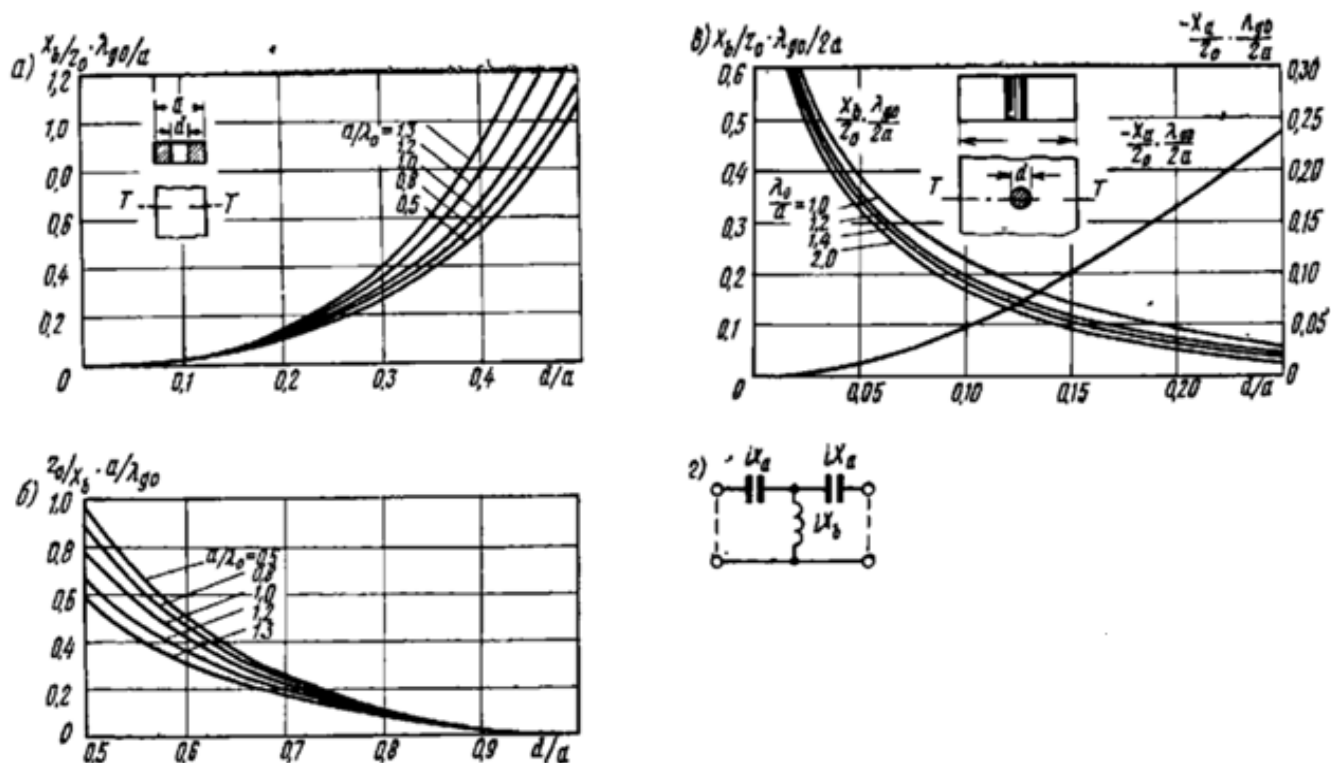 а) X_b/Z_0 · λ_g0/a
1,2
1,0
0,8
0,6
0,4
0,2
0
0,1
0,2
0,3
0,4
d/a
a
d
T
T
a/λ_0 = 1,3
1,2
1,0
0,8
0,5
б) Z_0/X_b · a/λ_g0
1,0
0,8
0,6
0,4
0,2
0
0,5
0,6
0,7
0,8
0,9
d/a
a/λ_0 = 0,5
0,8
1,0
1,2
1,3
в) X_b/Z_0 · λ_g0/2a
0,6
0,5
0,4
0,3
0,2
0,1
0
0,05
0,10
0,15
0,20
d/a
X_b/Z_0 · λ_g0/2a
λ_0/a = 1,0
1,2
1,4
2,0
d
T
T
-X_a/Z_0 · λ_g0/2a
-X_a/Z_0 · λ_g0/2a
0,30
0,25
0,20
0,15
0,10
0,05
0
г)
iX_a
iX_a
iX_b